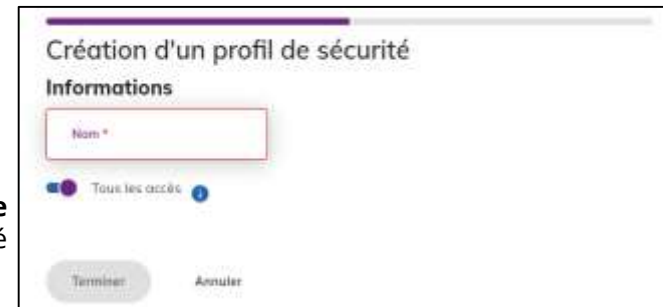 Création d'un profil de sécurité
Informations
Nom *
Tous les accès
e
é
Terminer
Annuler